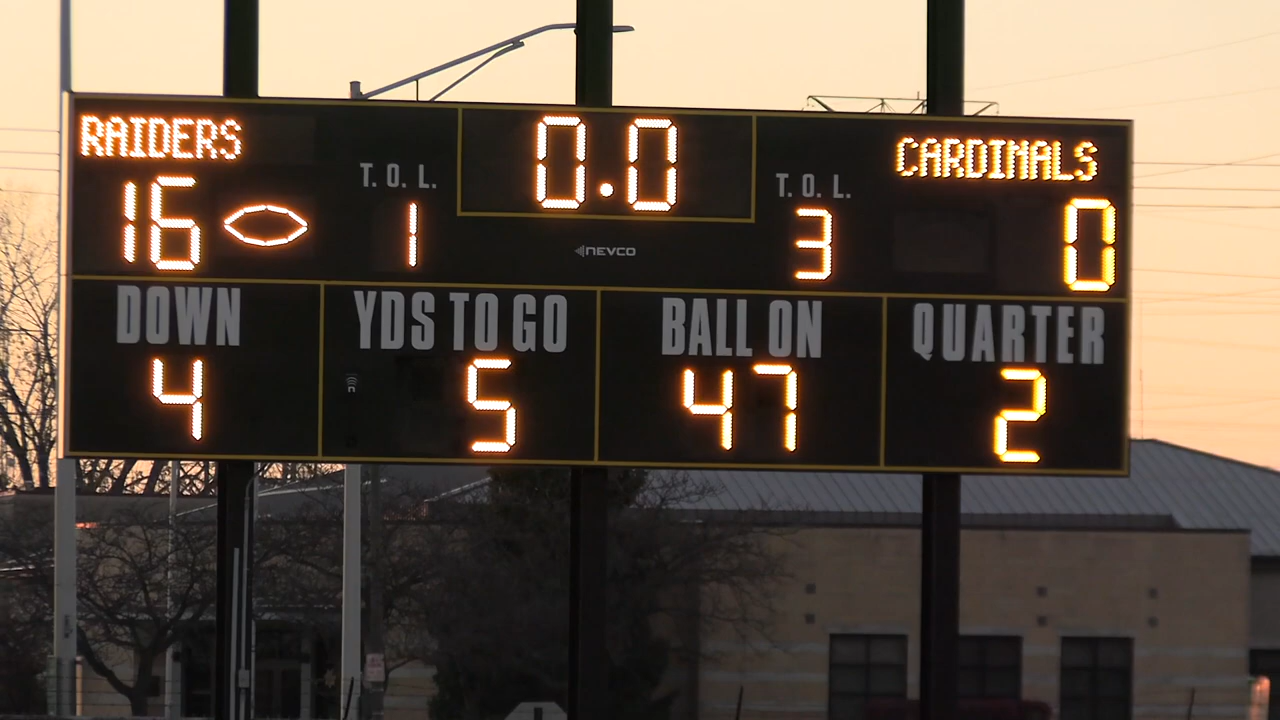 RAIDERS
0.0
CARDINALS
16
T. O. L.
1
NEVCO
T. O. L.
3
0
DOWN
YDS TO GO
BALL ON
QUARTER
4
5
47
2